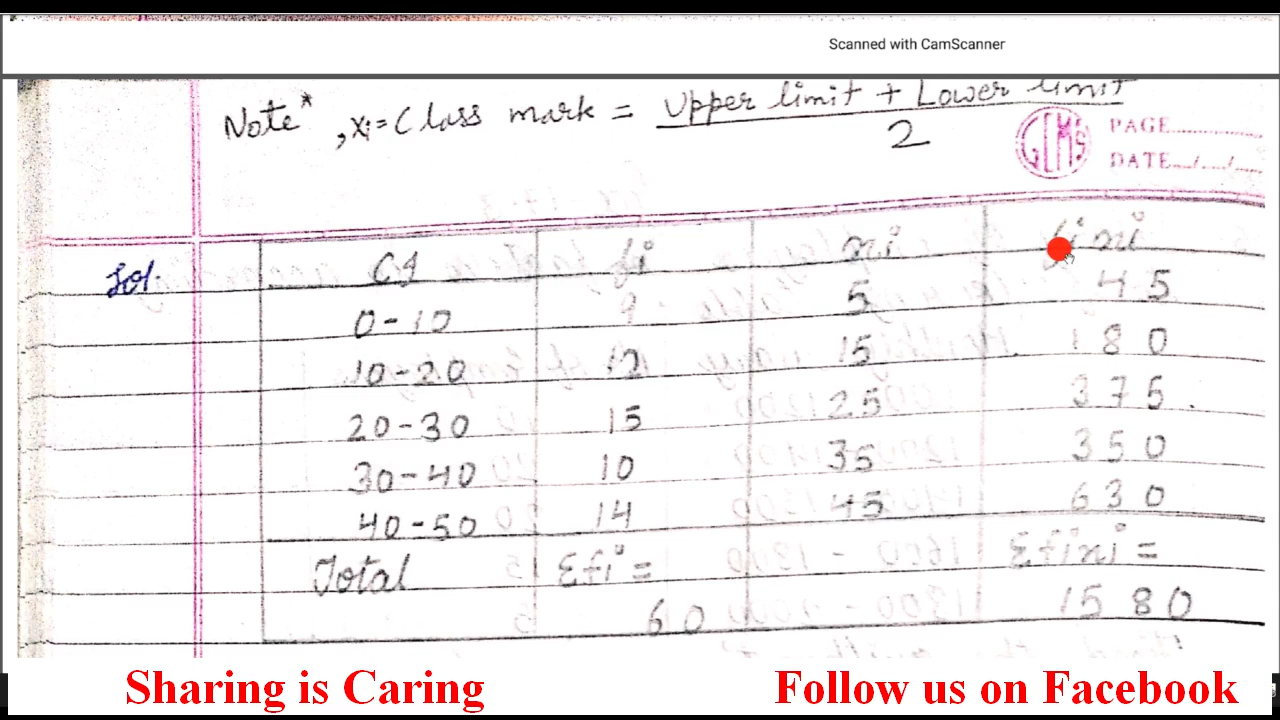 Scanned with CamScanner
Note*, xi = Class mark = Upper limit + Lower limit
2
GEMS PAGE
DATE
Sol.
CI fi xi fixi
0-10 9 5 45
10-20 12 15 180
20-30 15 25 375
30-40 10 35 350
40-50 14 45 630
Total Σfi = Σfixi =
60 1580
Sharing is Caring Follow us on Facebook